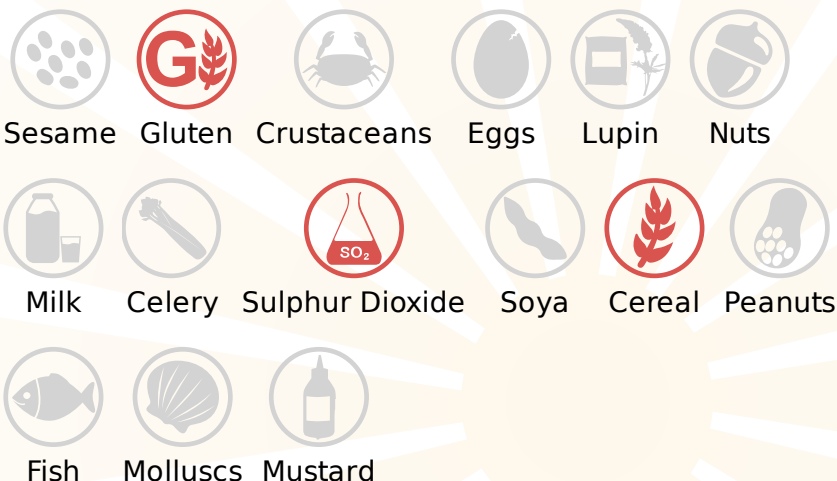 G
Sesame Gluten Crustaceans Eggs Lupin Nuts
SO₂
Milk Celery Sulphur Dioxide Soya Cereal Peanuts
Fish Molluscs Mustard